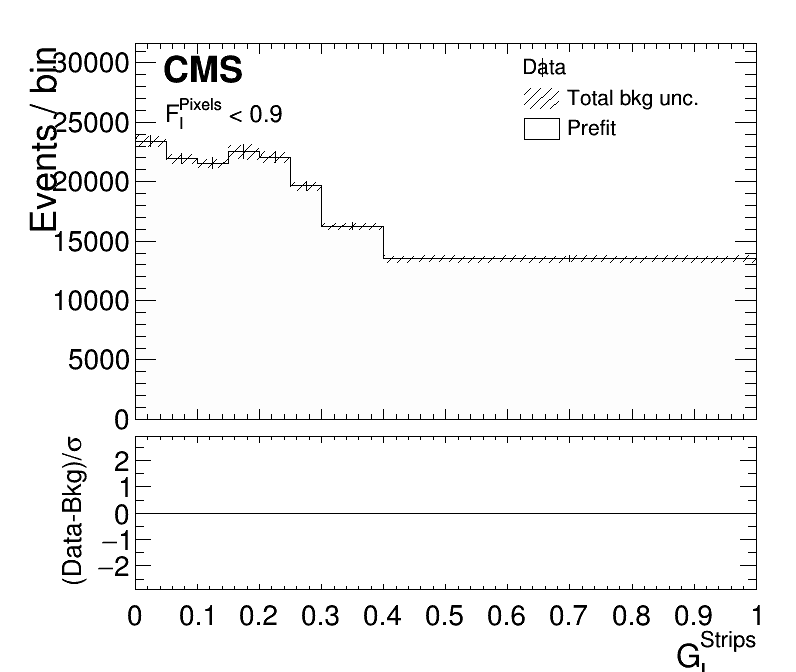 CMS
F_I^Pixels < 0.9
Data
Total bkg unc.
Prefit
Events / bin
30000
25000
20000
15000
10000
5000
0
(Data-Bkg)/σ
2
1
0
−1
−2
0 0.1 0.2 0.3 0.4 0.5 0.6 0.7 0.8 0.9 1
G_I^Strips